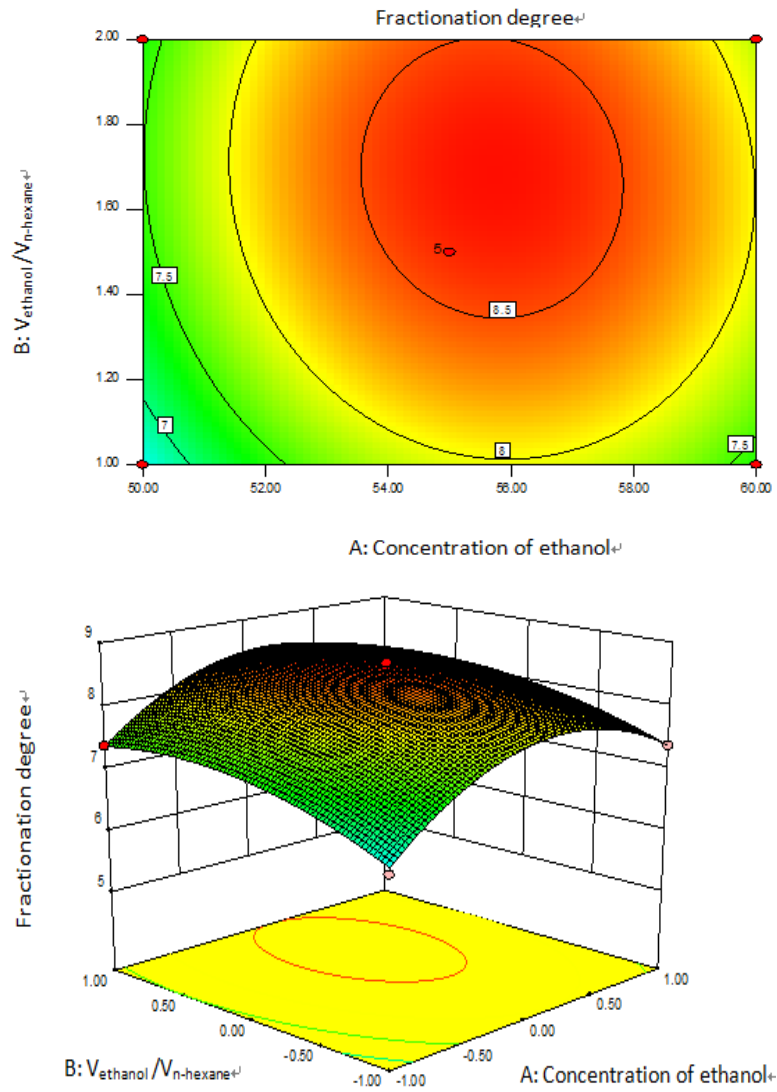 Fractionation degree↵
2.00
1.80
1.60
1.40
1.20
1.00
B: Vethanol /Vn-hexane↵
5
7.5
8.5
7
8
7.5
50.00 52.00 54.00 56.00 58.00 60.00
A: Concentration of ethanol↵
9
8
7
6
5
Fractionation degree↵
1.00 0.50 0.00 -0.50 -1.00
-1.00 -0.50 0.00 0.50 1.00
B: Vethanol /Vn-hexane↵
A: Concentration of ethanol↵